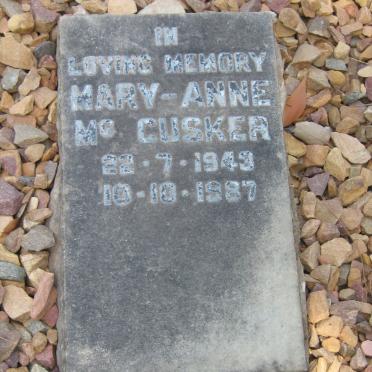 IN
LOVING MEMORY
MARY-ANNE
Mc CUSKER
22·7·1943
10·10·1987